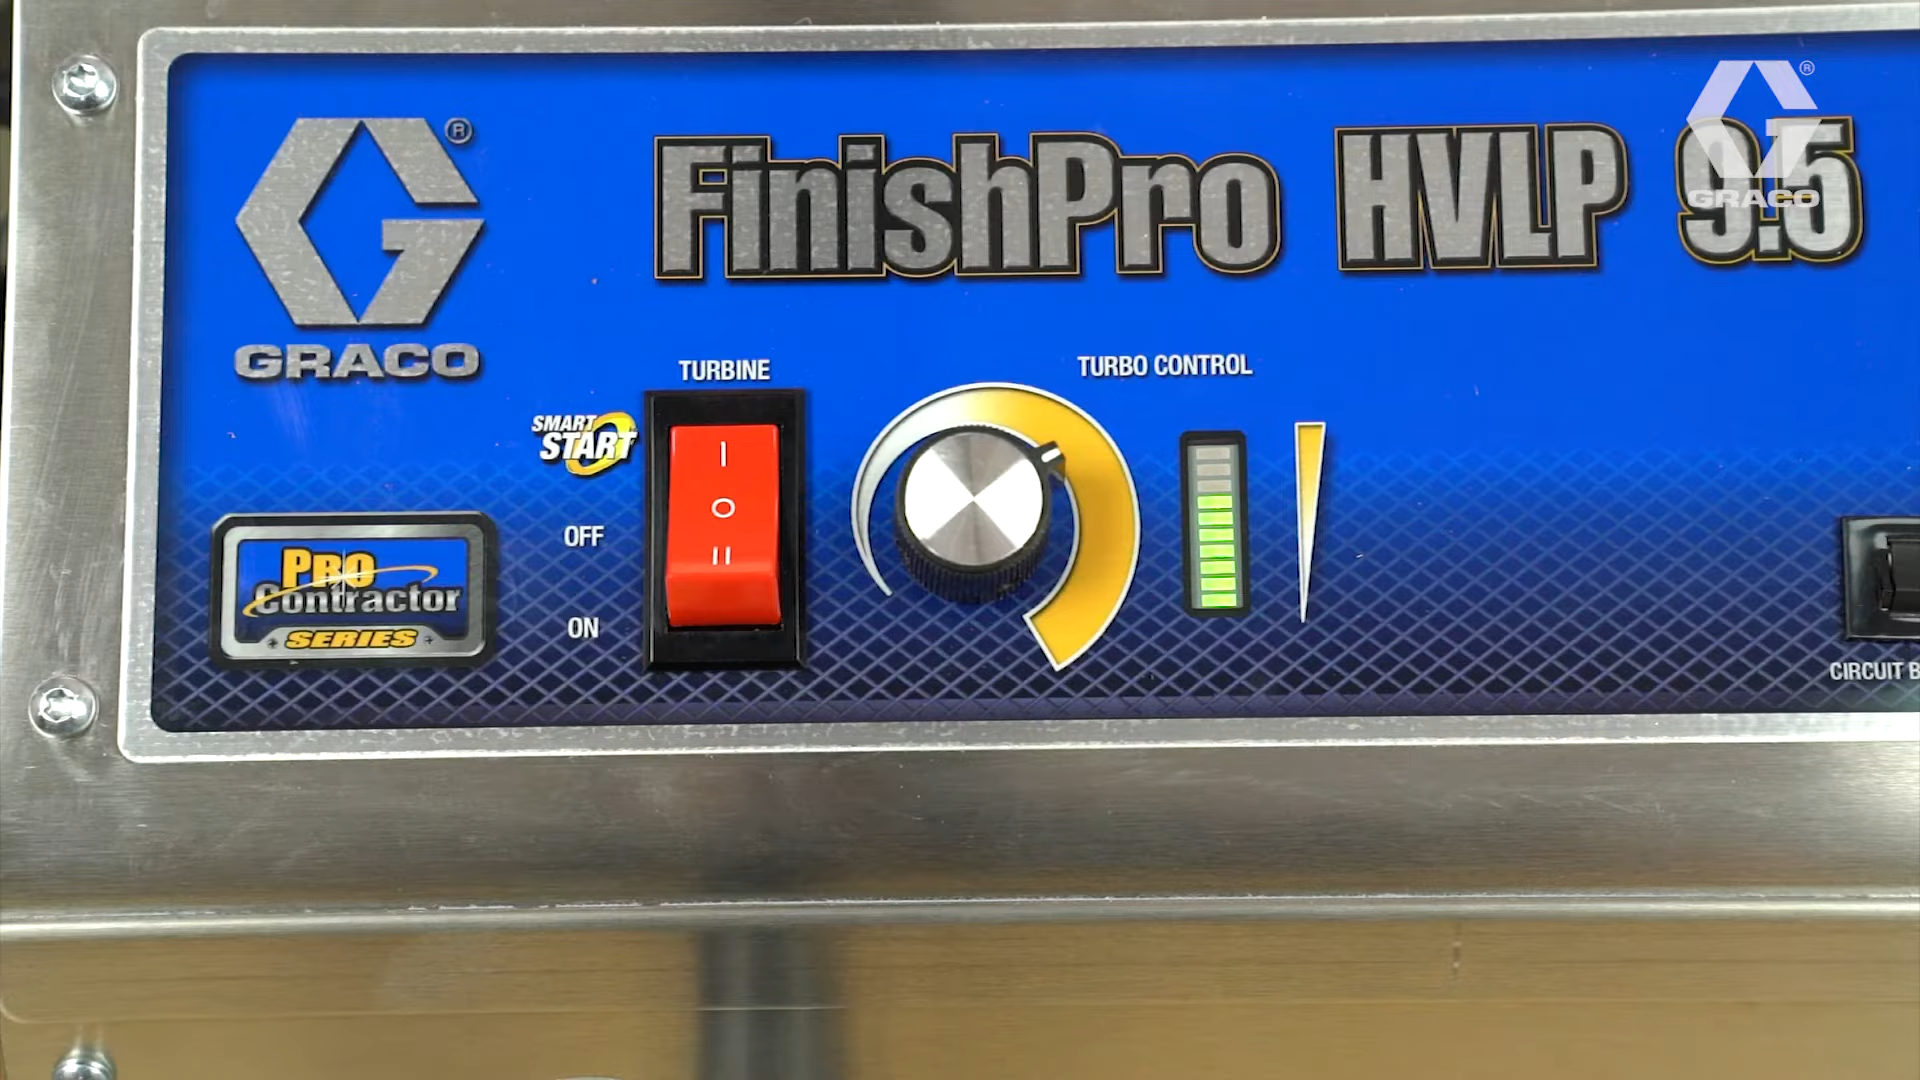 GRACO
FinishPro HVLP 9.5
GRACO
TURBINE
TURBO CONTROL
SMART
START
I
O
II
OFF
ON
PRO
Contractor
SERIES
CIRCUIT B